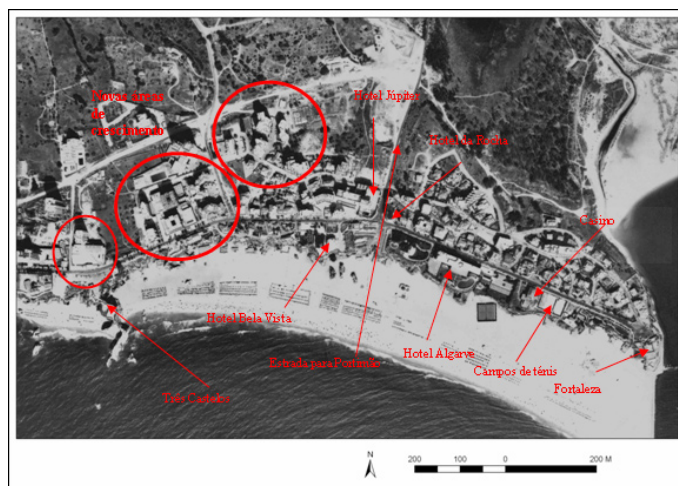 Novas áreas
de
crescimento
Hotel Júpiter
Hotel da Rocha
Casino
Hotel Bela Vista
Estrada para Portimão
Hotel Algarve
Campos de ténis
Fortaleza
Três Castelos
N
200 100 0 200 M